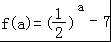 f(a)=(1/2)^a - 7